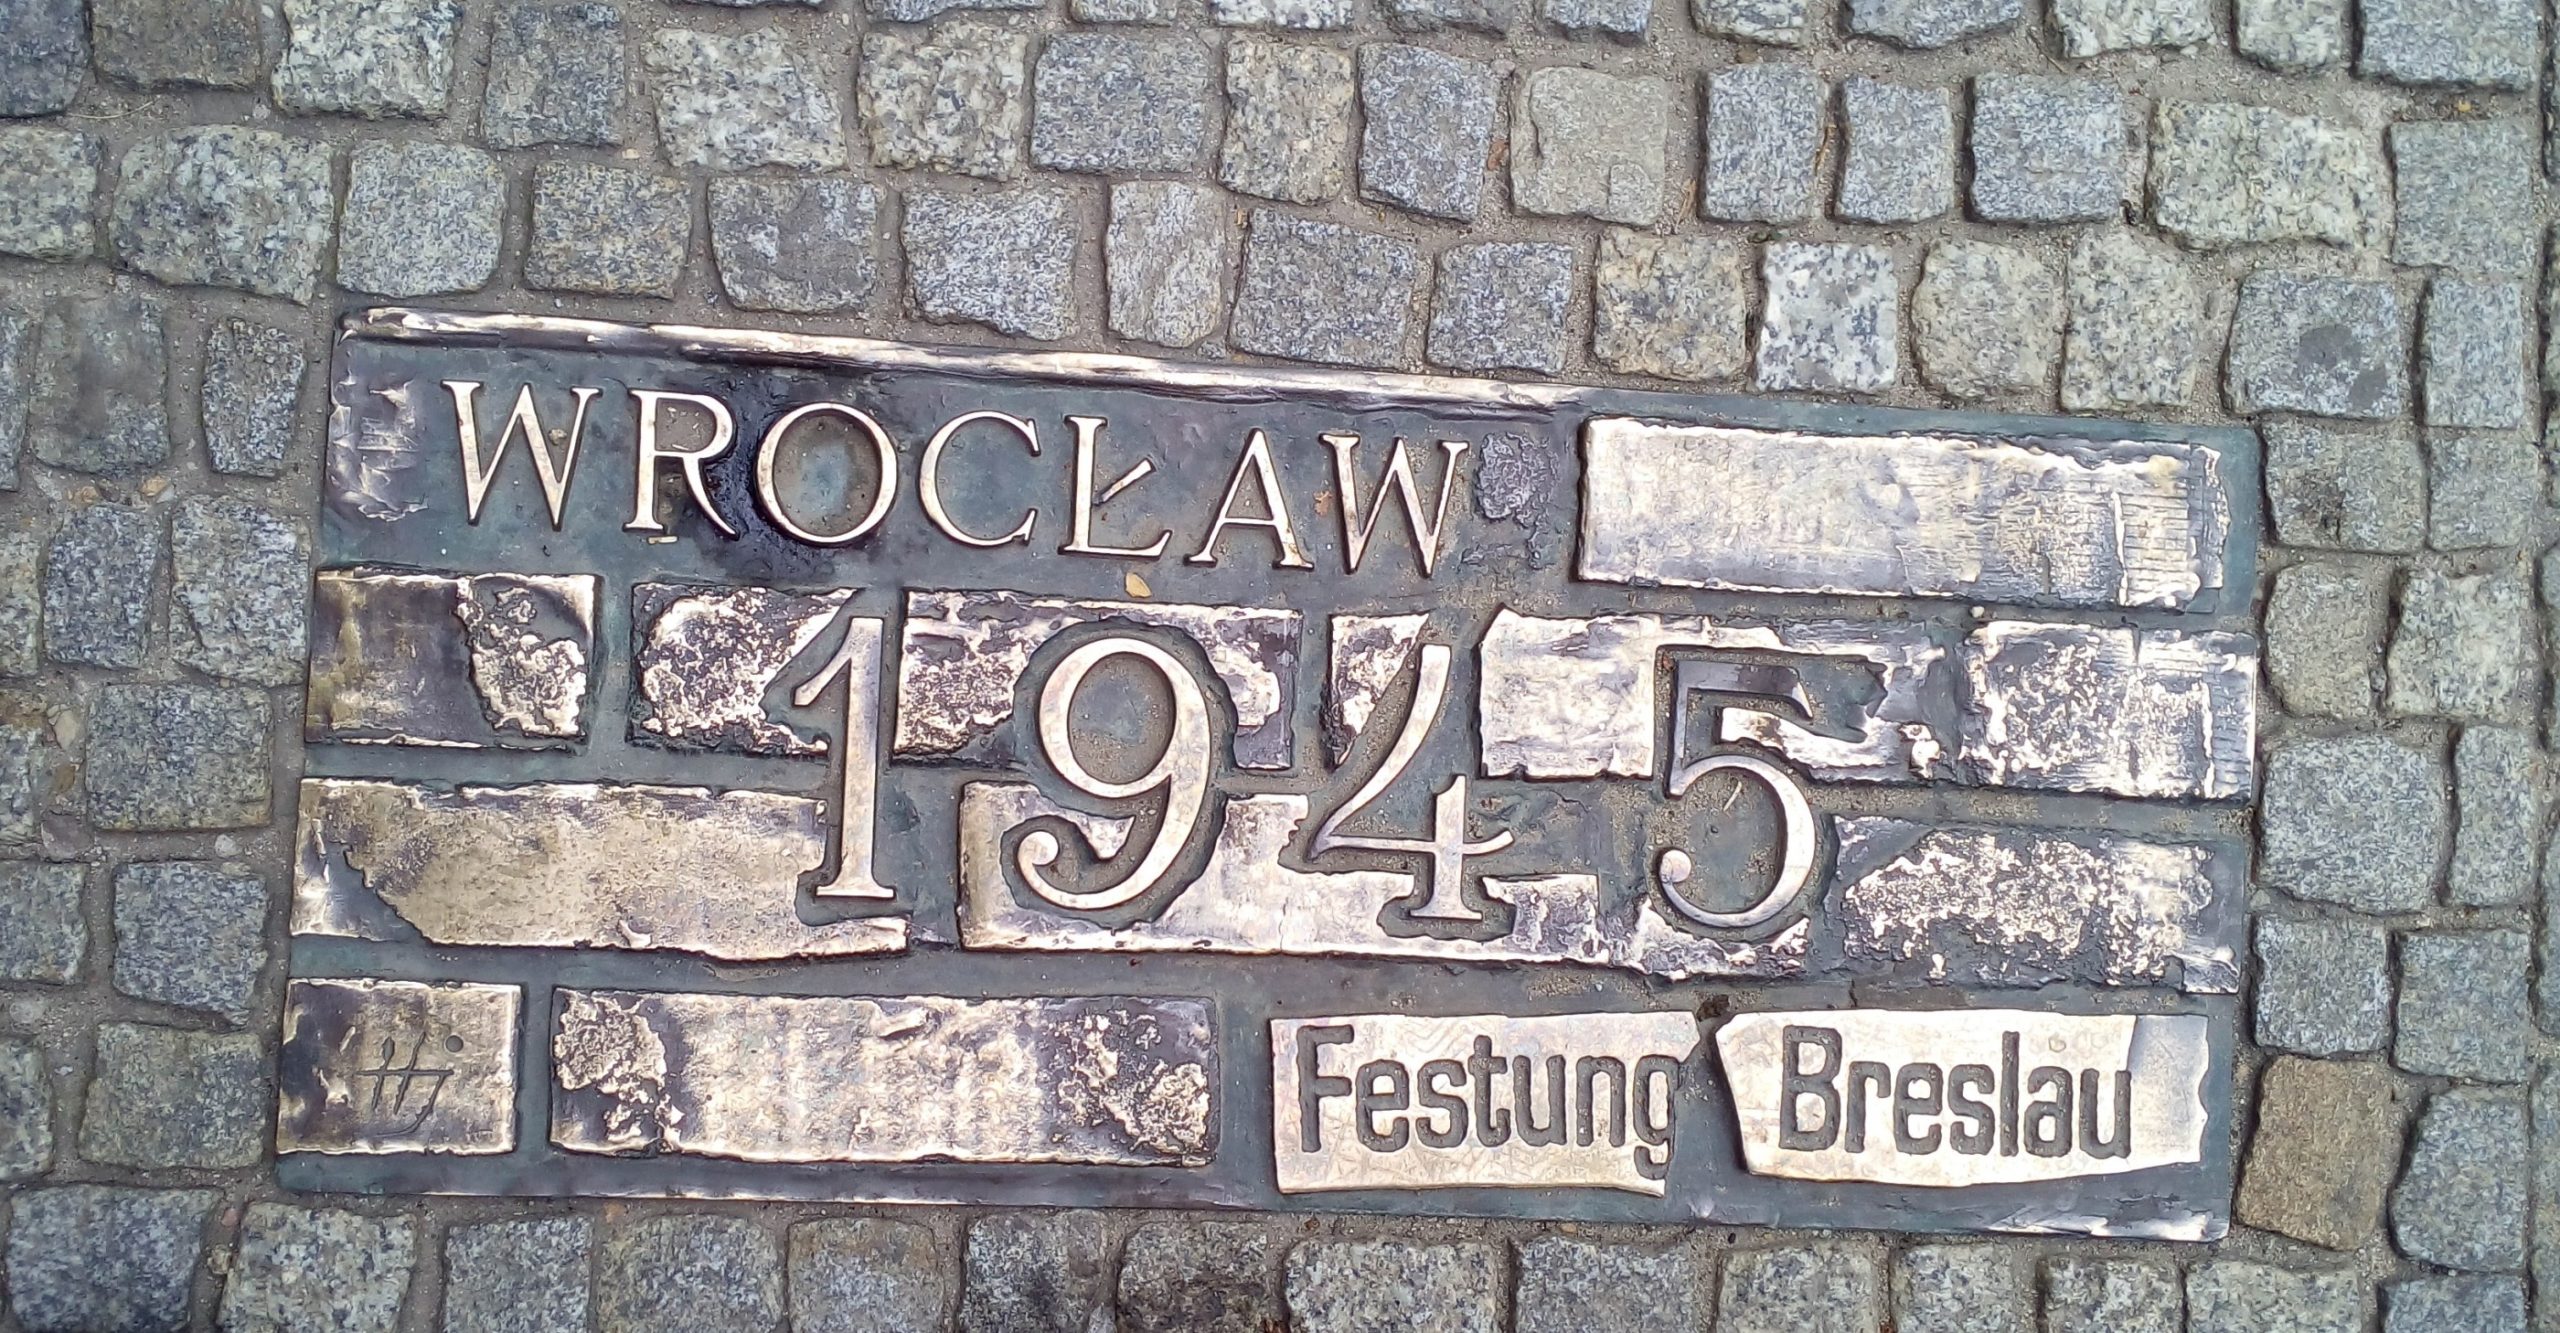 WROCŁAW
1945
Festung Breslau